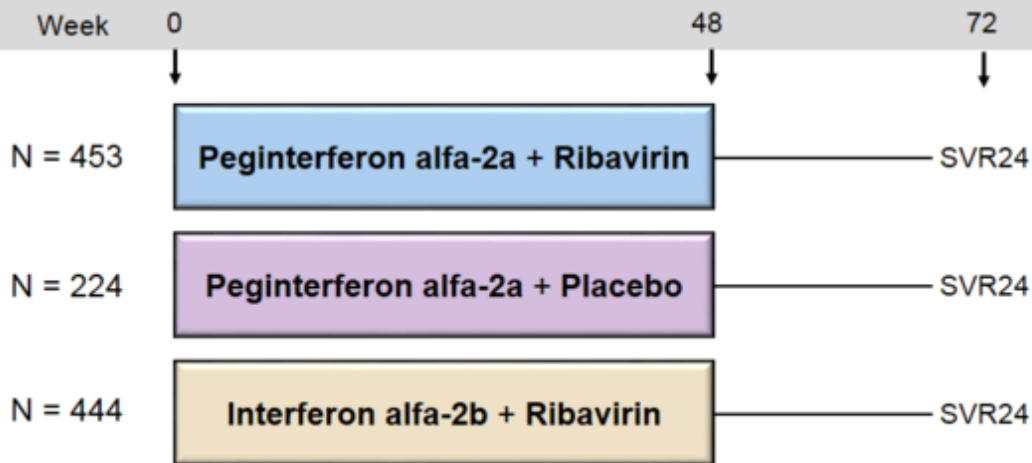 Week 0 48 72
N = 453 Peginterferon alfa-2a + Ribavirin SVR24
N = 224 Peginterferon alfa-2a + Placebo SVR24
N = 444 Interferon alfa-2b + Ribavirin SVR24